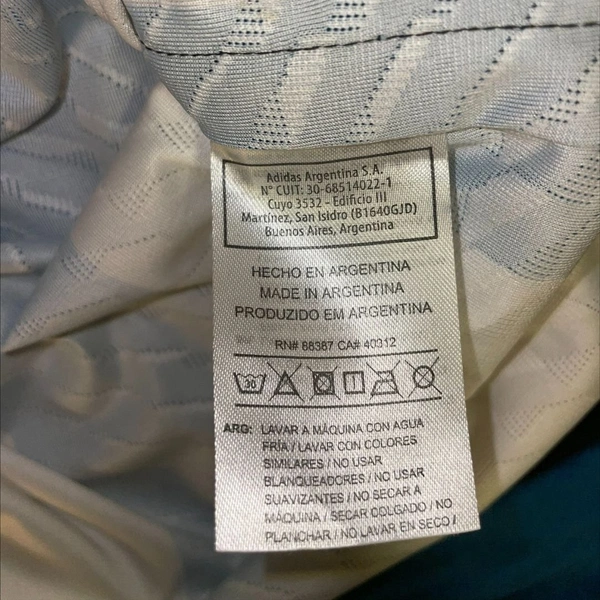 Adidas Argentina S.A.
N° CUIT: 30-68514022-1
Cuyo 3532 - Edificio III
Martínez, San Isidro (B1640GJD)
Buenos Aires, Argentina
HECHO EN ARGENTINA
MADE IN ARGENTINA
PRODUZIDO EM ARGENTINA
RN# 88387 CA# 40312
30
ARG: LAVAR A MÁQUINA CON AGUA
FRÍA / LAVAR CON COLORES
SIMILARES / NO USAR
BLANQUEADORES / NO USAR
SUAVIZANTES / NO SECAR A
MÁQUINA / SECAR COLGADO / NO
PLANCHAR / NO LAVAR EN SECO /